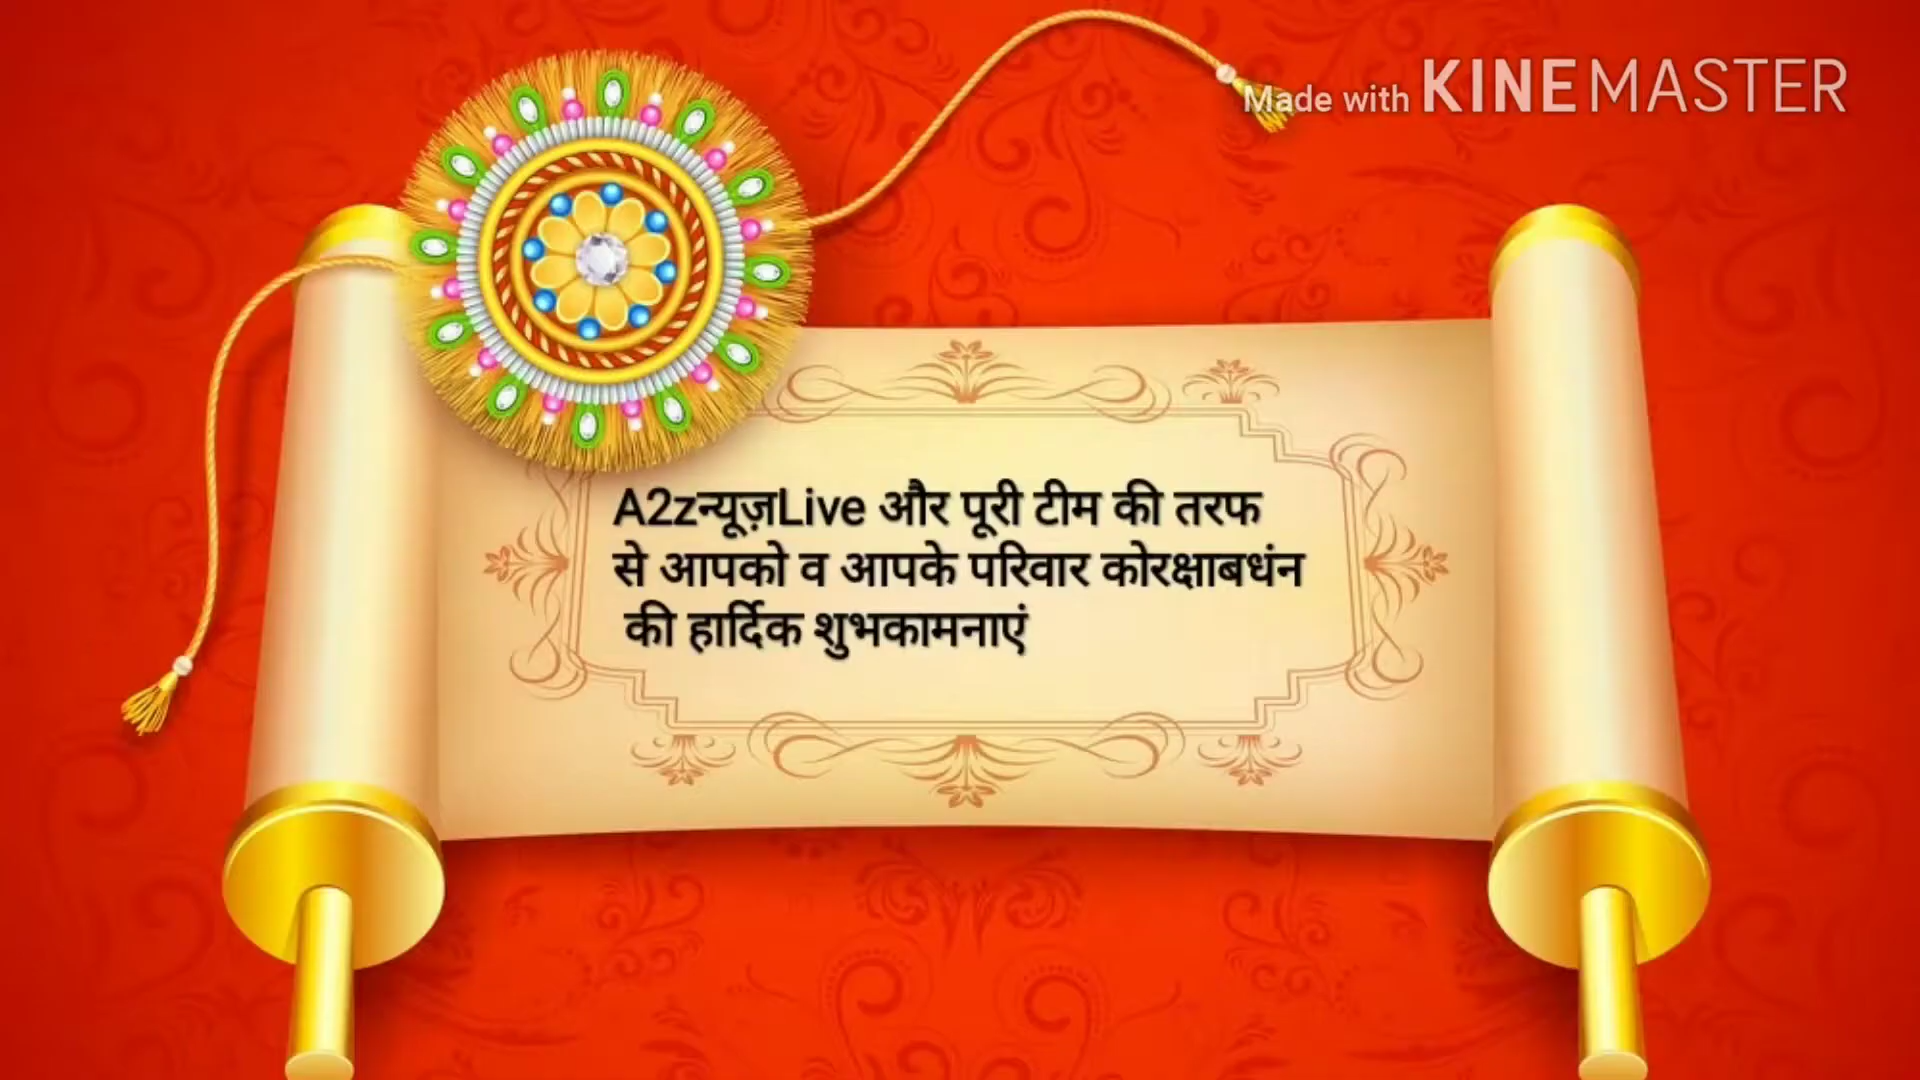 Made with KINEMASTER
A2zन्यूज़Live और पूरी टीम की तरफ
से आपको व आपके परिवार कोरक्षाबधंन
की हार्दिक शुभकामनाएं